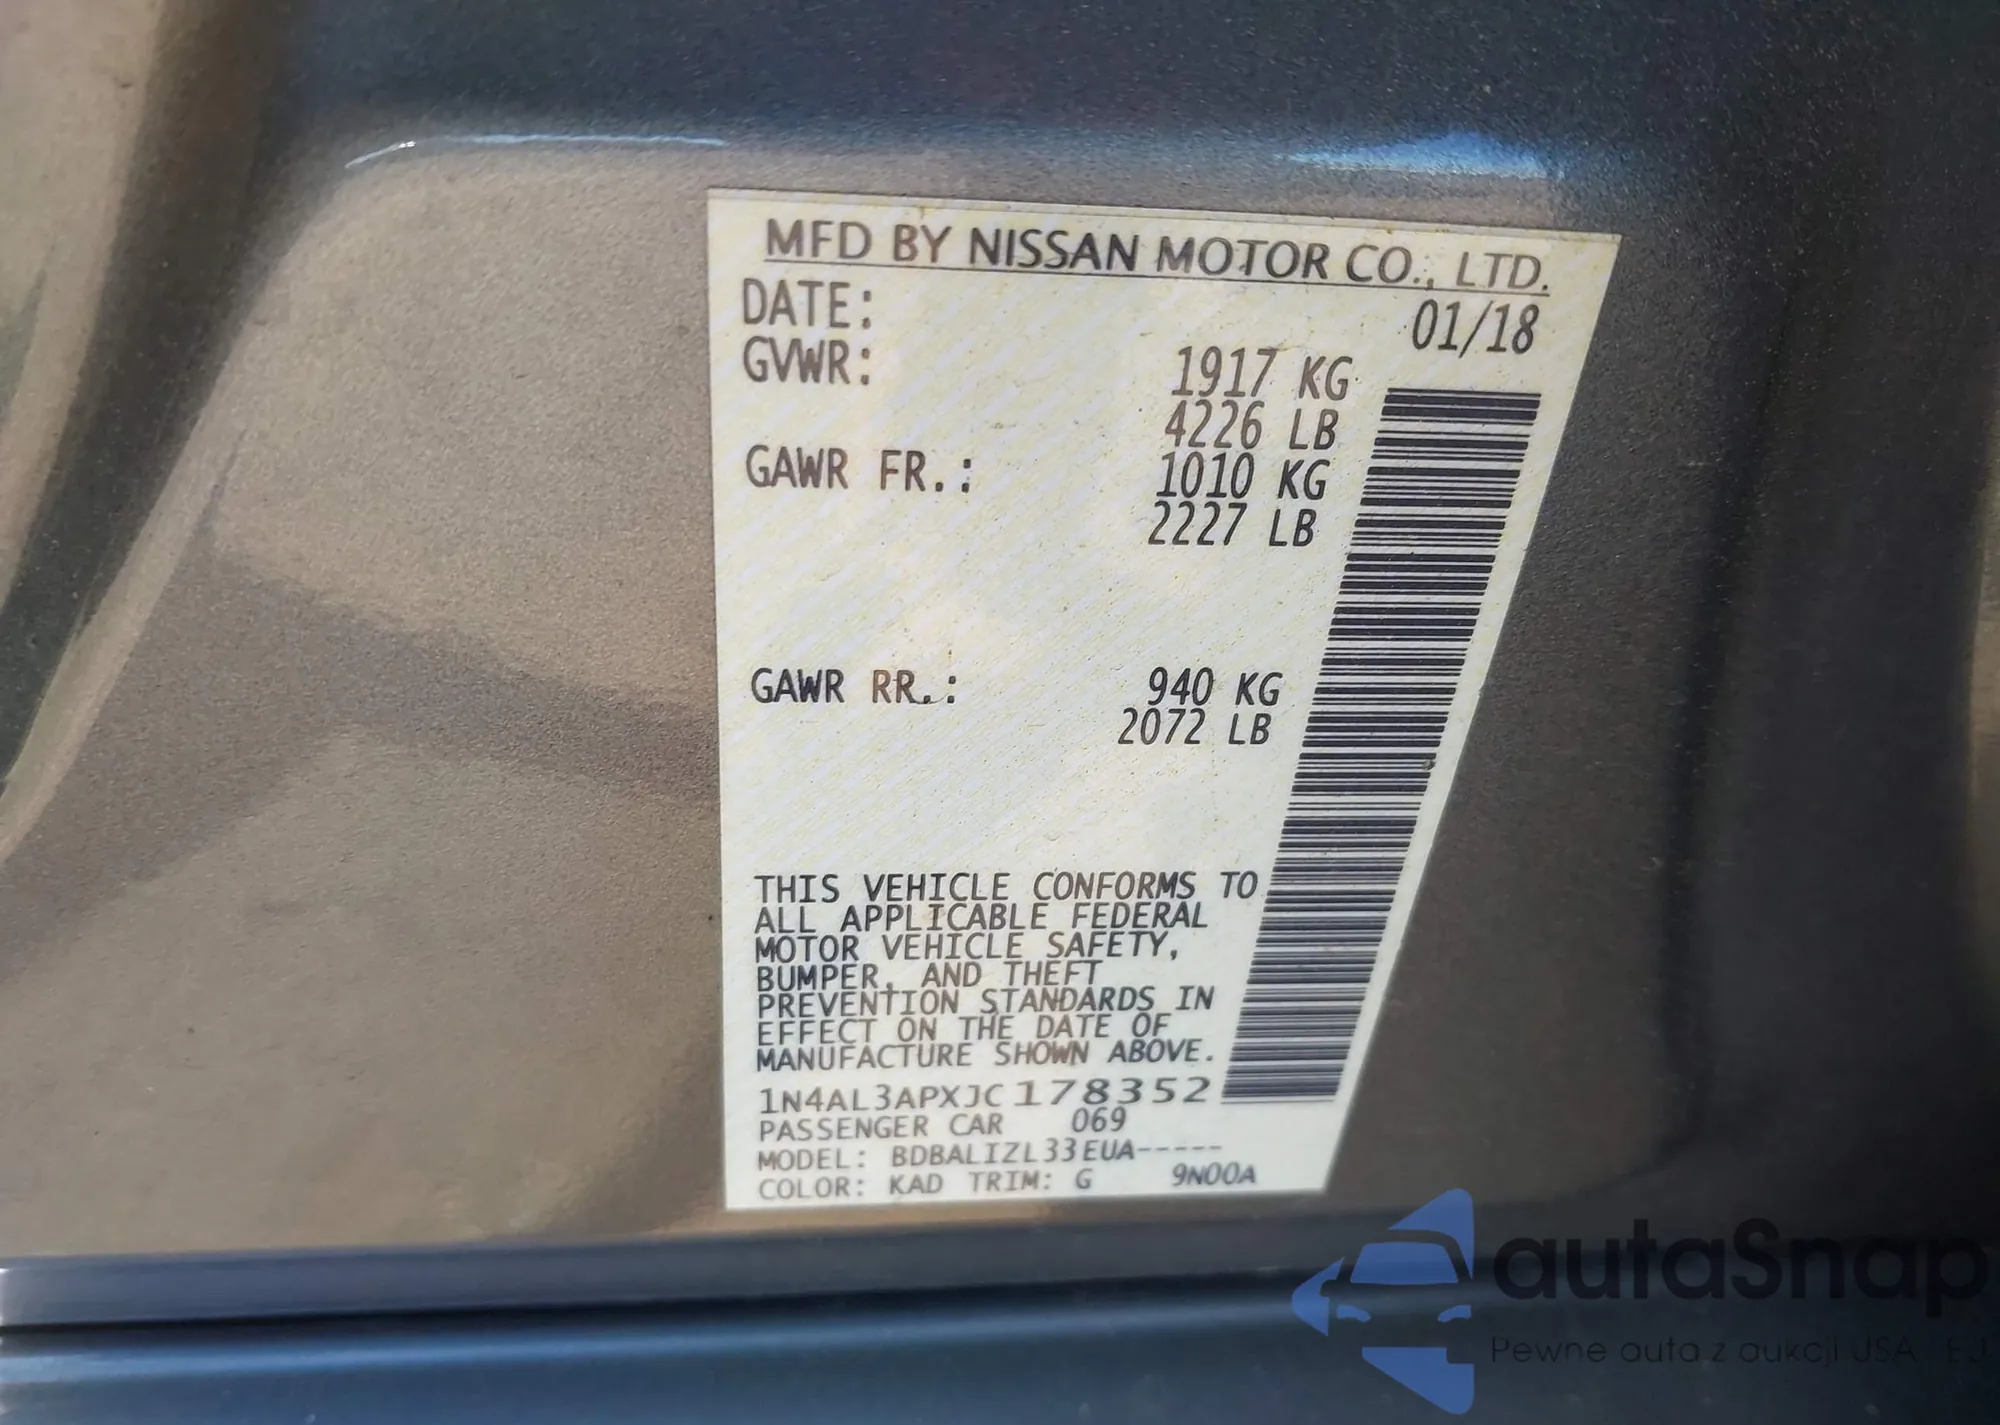 MFD BY NISSAN MOTOR CO., LTD.
DATE: 01/18
GVWR: 1917 KG
4226 LB
GAWR FR.: 1010 KG
2227 LB
GAWR RR.: 940 KG
2072 LB
THIS VEHICLE CONFORMS TO
ALL APPLICABLE FEDERAL
MOTOR VEHICLE SAFETY,
BUMPER, AND THEFT
PREVENTION STANDARDS IN
EFFECT ON THE DATE OF
MANUFACTURE SHOWN ABOVE.
1N4AL3APXJC178352
PASSENGER CAR 069
MODEL: BDBALIZL33EUA-----
COLOR: KAD TRIM: G 9N00A
autaSnap
Pewne auta z aukcji USA